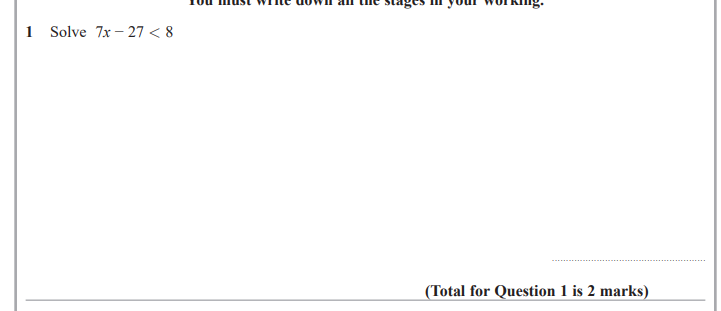 You must write down all the stages in your working.
1 Solve 7x – 27 < 8
(Total for Question 1 is 2 marks)